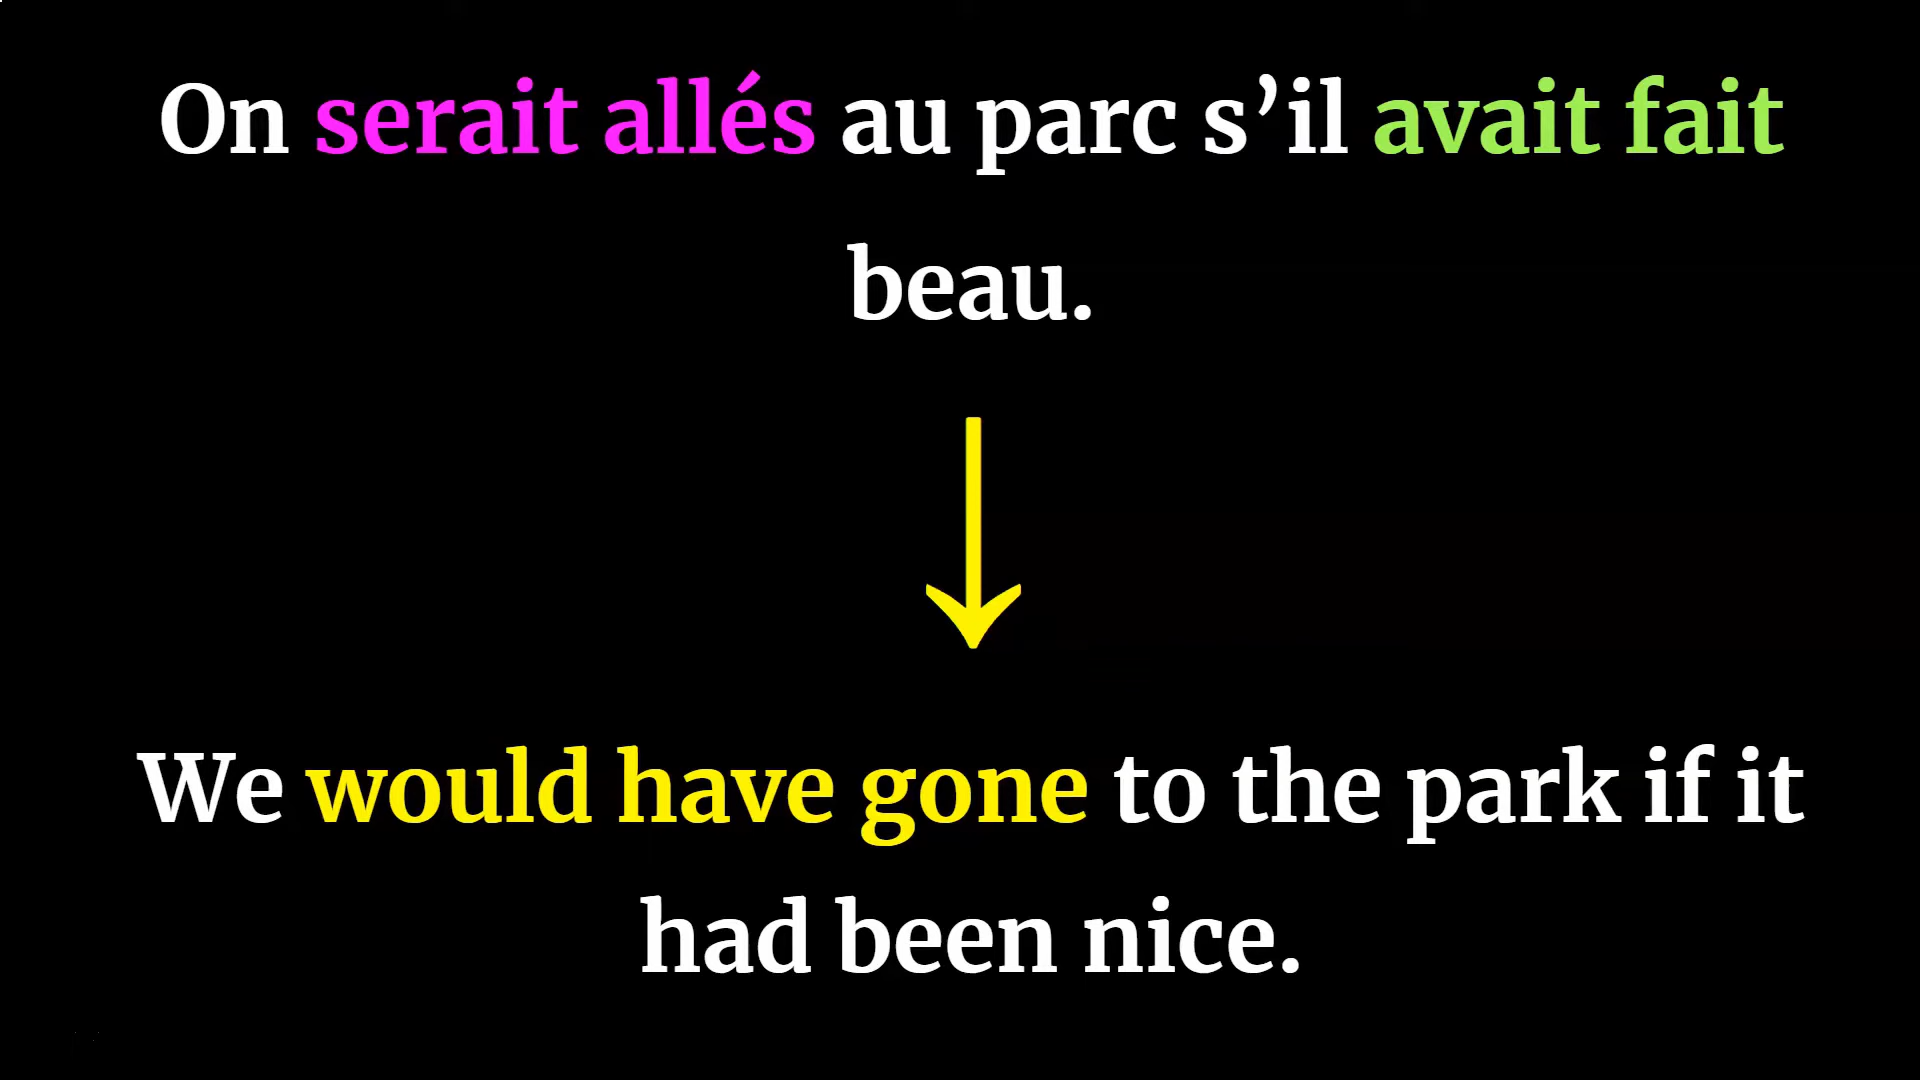 On serait allés au parc s’il avait fait
beau.
We would have gone to the park if it
had been nice.